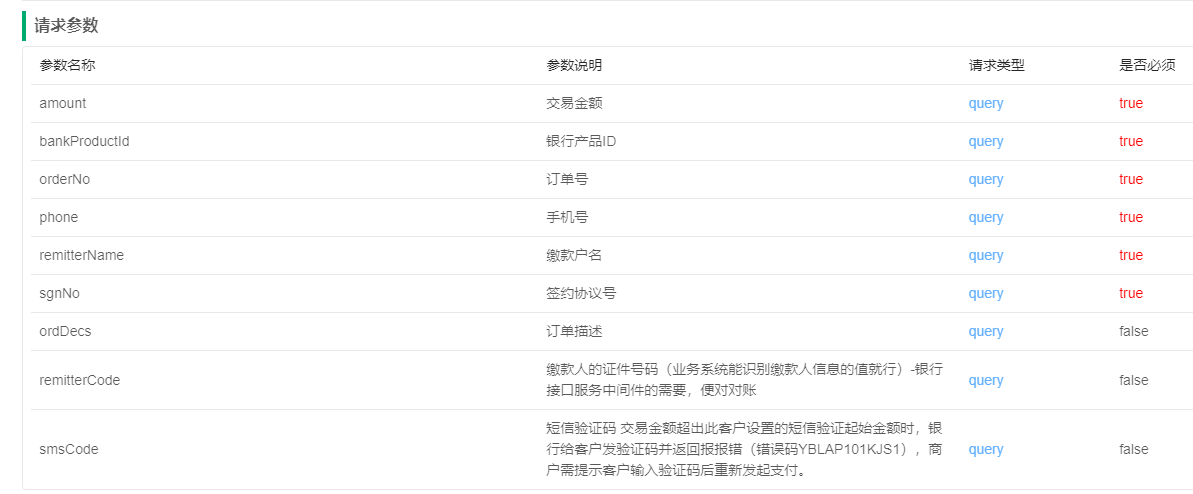 请求参数
参数名称 参数说明 请求类型 是否必须
amount 交易金额 query true
bankProductId 银行产品ID query true
orderNo 订单号 query true
phone 手机号 query true
remitterName 缴款户名 query true
sgnNo 签约协议号 query true
ordDecs 订单描述 query false
缴款人的证件号码（业务系统能识别缴款人信息的值就行）-银行
remitterCode query false
接口服务中间件的需要，便对对账
短信验证码 交易金额超出此客户设置的短信验证起始金额时，银
smsCode 行给客户发验证码并返回报报错（错误码YBLAP101KJS1），商 query false
户需提示客户输入验证码后重新发起支付。